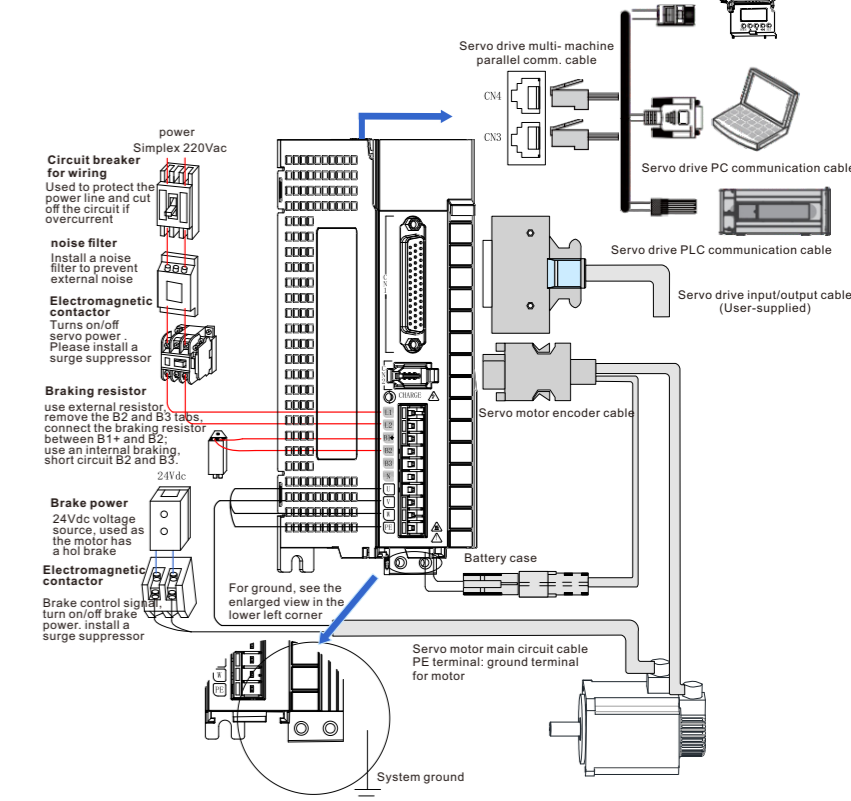 Servo drive multi- machine
parallel comm. cable
CN4
CN3
Servo drive PC communication cable
Servo drive PLC communication cable
Servo drive input/output cable
(User-supplied)
power
Simplex 220Vac
Circuit breaker
for wiring
Used to protect the
power line and cut
off the circuit if
overcurrent
noise filter
Install a noise
filter to prevent
external noise
Electromagnetic
contactor
Turns on/off
servo power .
Please install a
surge suppressor
Braking resistor
use external resistor,
remove the B2 and B3 tabs,
connect the braking resistor
between B1+ and B2;
use an internal braking,
short circuit B2 and B3.
24Vdc
Brake power
24Vdc voltage
source, used as
the motor has
a hol brake
Electromagnetic
contactor
Brake control signal,
turn on/off brake
power. install a
surge suppressor
CHARGE
L1
L2
B2
B3
N
U
V
W
PE
Servo motor encoder cable
Battery case
For ground, see the
enlarged view in the
lower left corner
Servo motor main circuit cable
PE terminal: ground terminal
for motor
W
PE
System ground